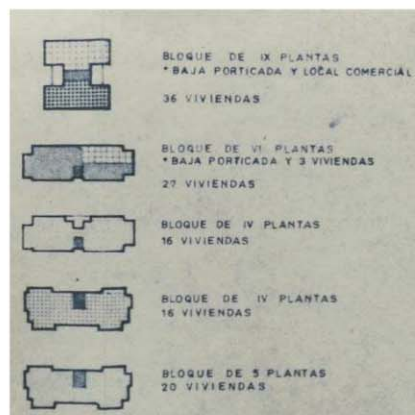 BLOQUE DE IX PLANTAS
* BAJA PORTICADA Y LOCAL COMERCIAL
36 VIVIENDAS
BLOQUE DE VI PLANTAS
* BAJA PORTICADA Y 3 VIVIENDAS
27 VIVIENDAS
BLOQUE DE IV PLANTAS
16 VIVIENDAS
BLOQUE DE IV PLANTAS
16 VIVIENDAS
BLOQUE DE 5 PLANTAS
20 VIVIENDAS